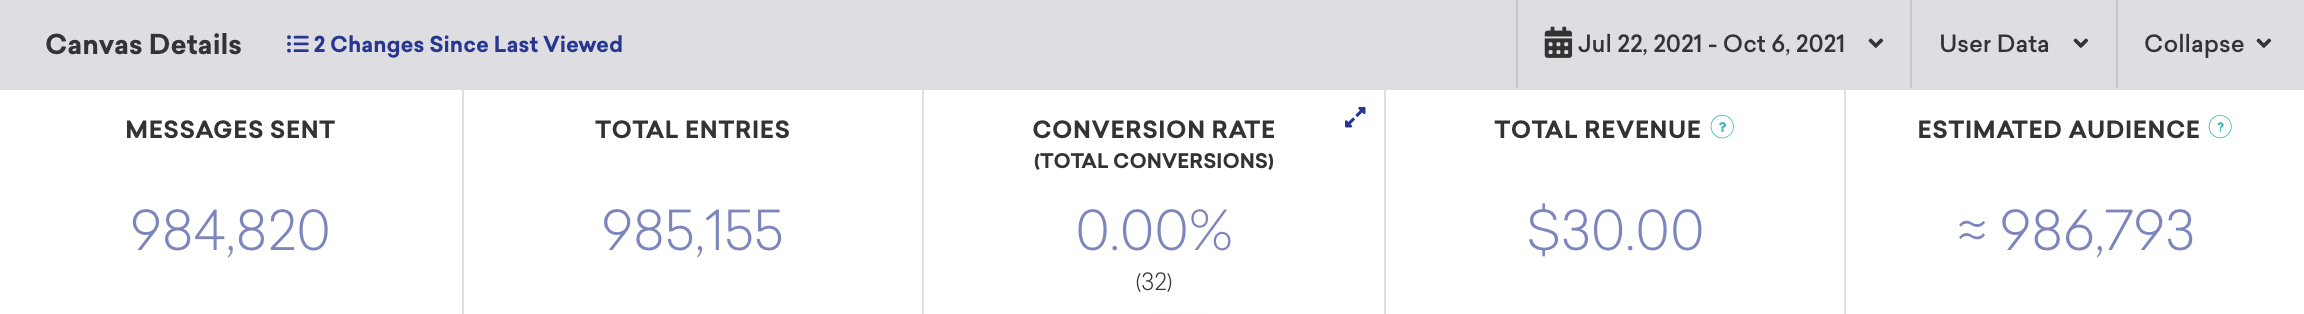 Canvas Details
2 Changes Since Last Viewed
Jul 22, 2021 - Oct 6, 2021
User Data
Collapse
MESSAGES SENT
984,820
TOTAL ENTRIES
985,155
CONVERSION RATE
(TOTAL CONVERSIONS)
0.00%
(32)
TOTAL REVENUE ?
$30.00
ESTIMATED AUDIENCE ?
≈ 986,793